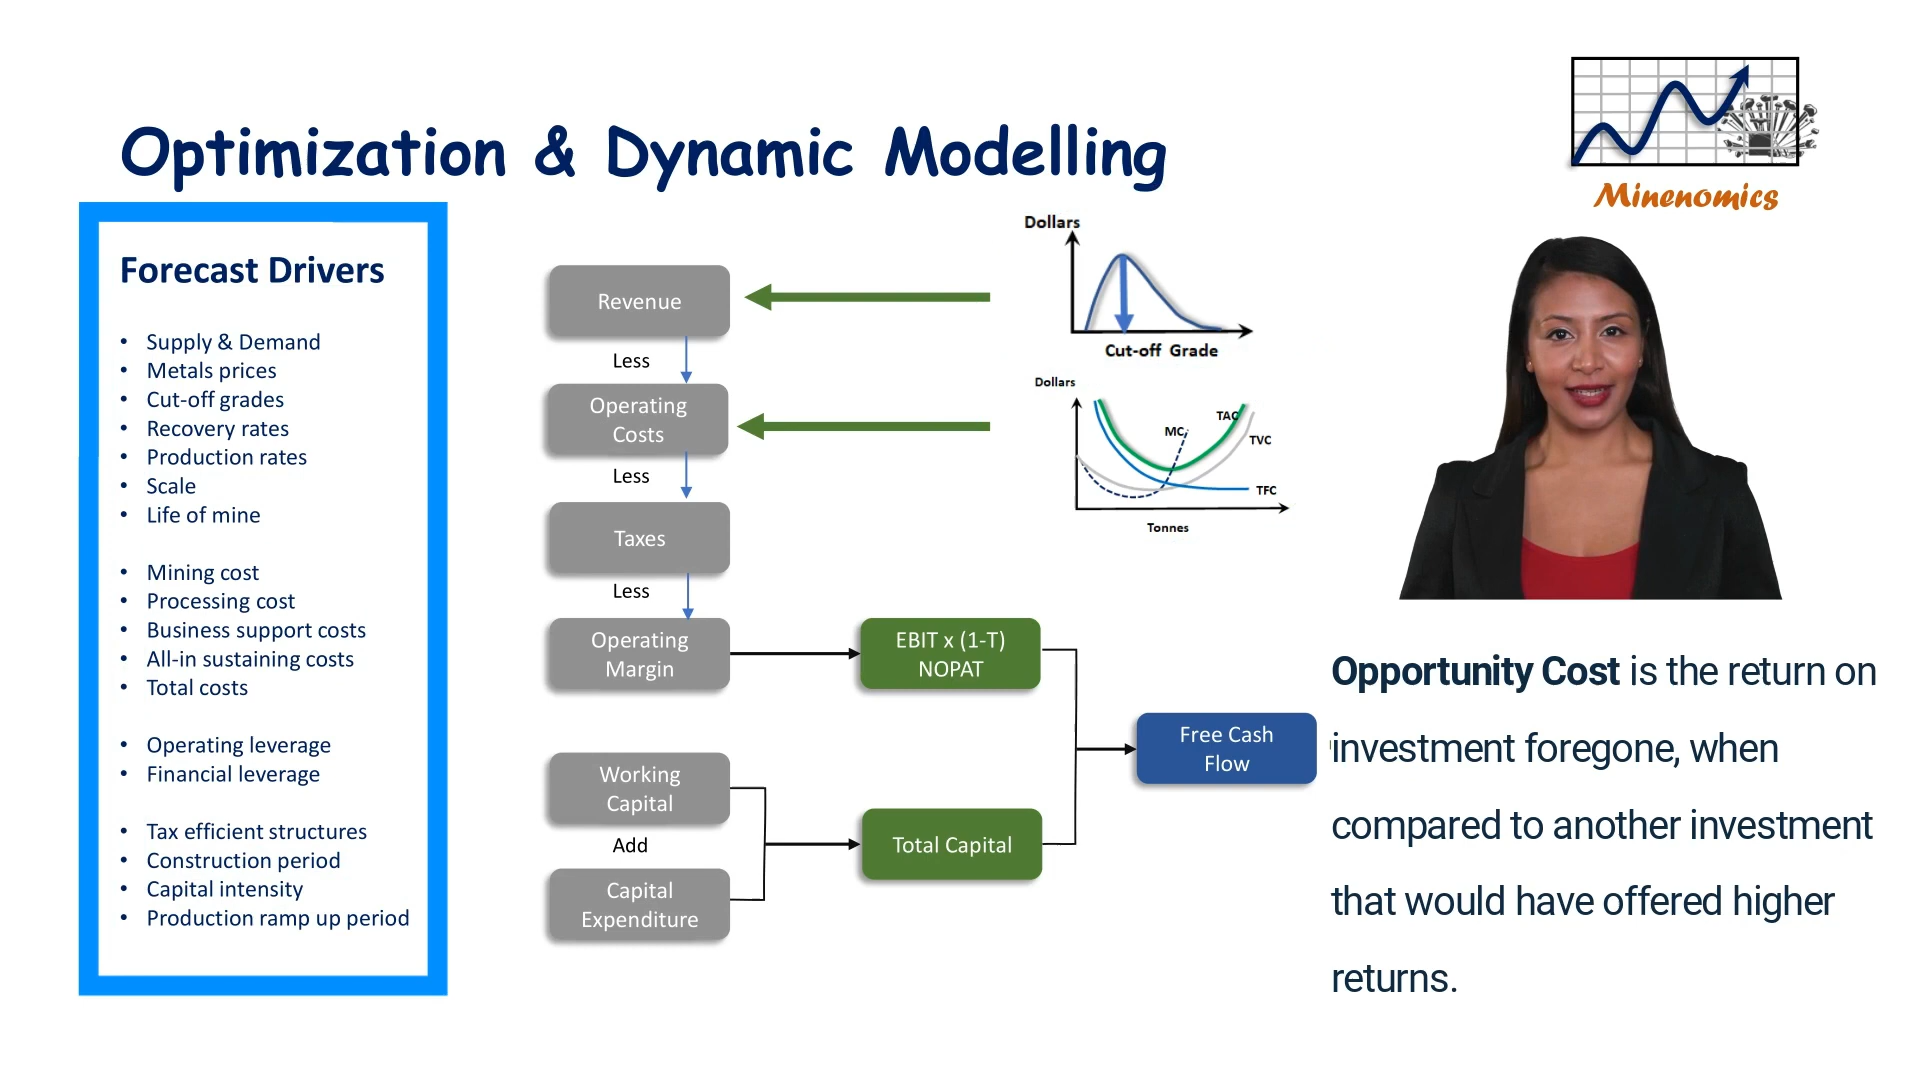 Optimization & Dynamic Modelling
Minenomics
Forecast Drivers
• Supply & Demand
• Metals prices
• Cut-off grades
• Recovery rates
• Production rates
• Scale
• Life of mine
• Mining cost
• Processing cost
• Business support costs
• All-in sustaining costs
• Total costs
• Operating leverage
• Financial leverage
• Tax efficient structures
• Construction period
• Capital intensity
• Production ramp up period
Revenue
Less
Operating
Costs
Less
Taxes
Less
Operating
Margin
EBIT x (1-T)
NOPAT
Working
Capital
Add
Capital
Expenditure
Total Capital
Free Cash
Flow
Dollars
Cut-off Grade
Dollars
TAC
MC
TVC
TFC
Tonnes
Opportunity Cost is the return on
investment foregone, when
compared to another investment
that would have offered higher
returns.